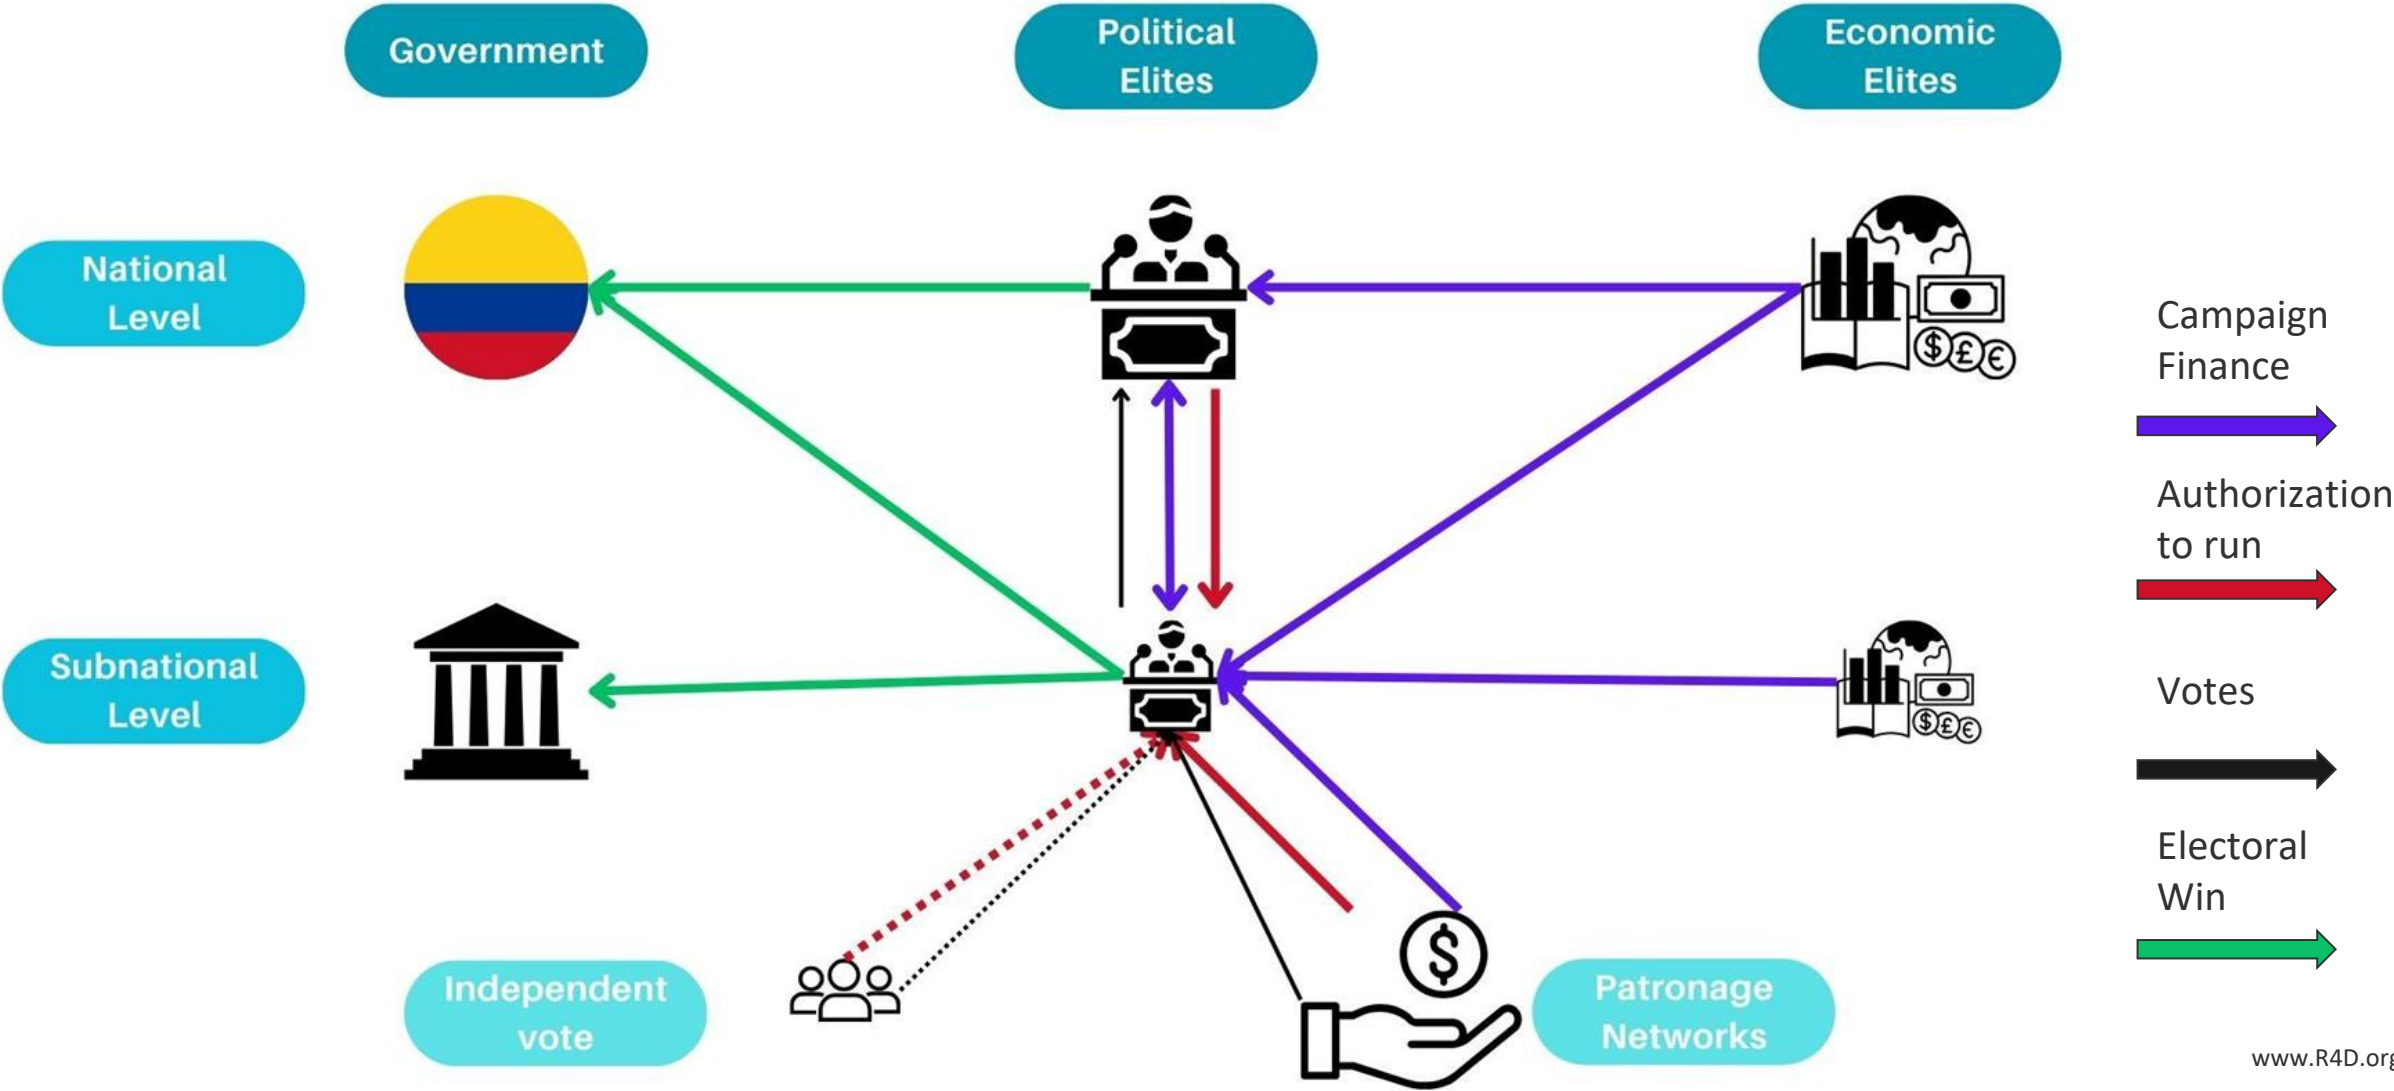 Government
Political
Elites
Economic
Elites
National
Level
Campaign
Finance
Authorization
to run
Subnational
Level
Votes
Electoral
Win
Independent
vote
Patronage
Networks
www.R4D.org
$££
$